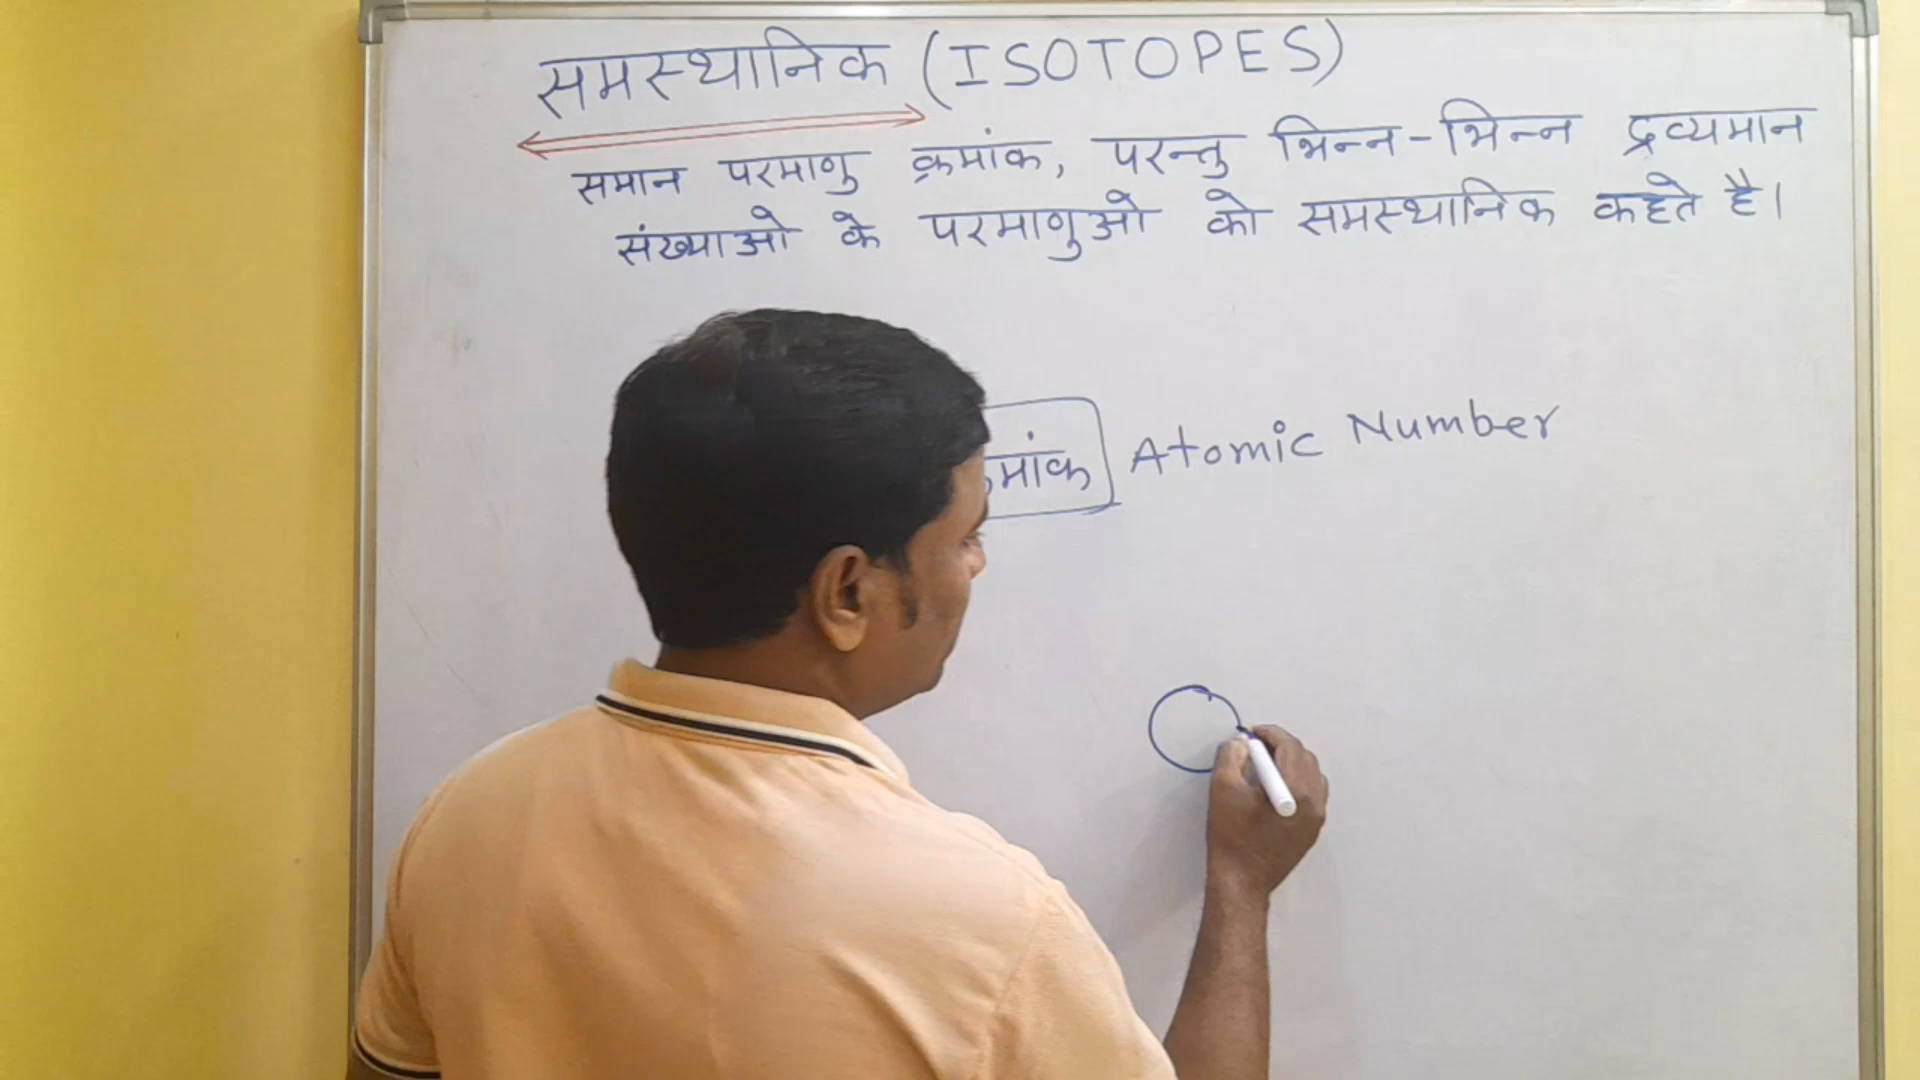 समस्थानिक (ISOTOPES)
समान परमाणु क्रमांक, परन्तु भिन्न-भिन्न द्रव्यमान
संख्याओ के परमाणुओ को समस्थानिक कहते है।
Atomic Number